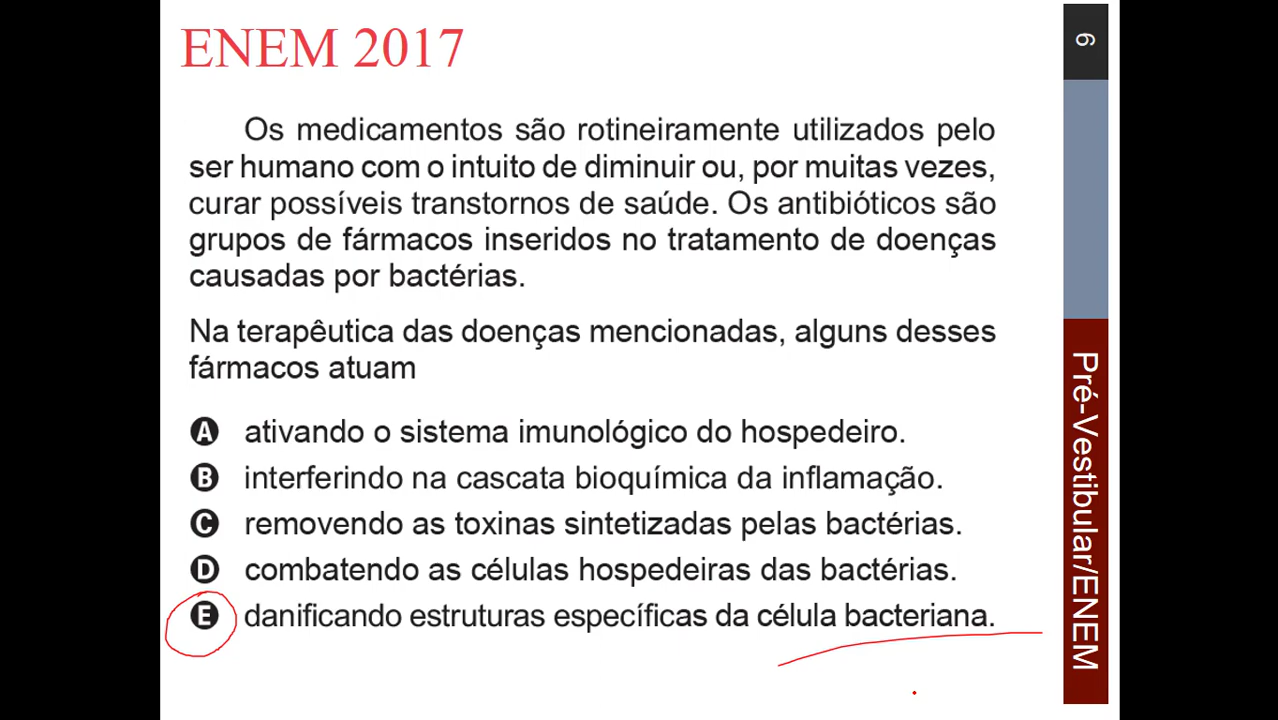 ENEM 2017
6
Os medicamentos são rotineiramente utilizados pelo
ser humano com o intuito de diminuir ou, por muitas vezes,
curar possíveis transtornos de saúde. Os antibióticos são
grupos de fármacos inseridos no tratamento de doenças
causadas por bactérias.
Na terapêutica das doenças mencionadas, alguns desses
fármacos atuam
A ativando o sistema imunológico do hospedeiro.
B interferindo na cascata bioquímica da inflamação.
C removendo as toxinas sintetizadas pelas bactérias.
D combatendo as células hospedeiras das bactérias.
E danificando estruturas específicas da célula bacteriana.
Pré-Vestibular/ENEM